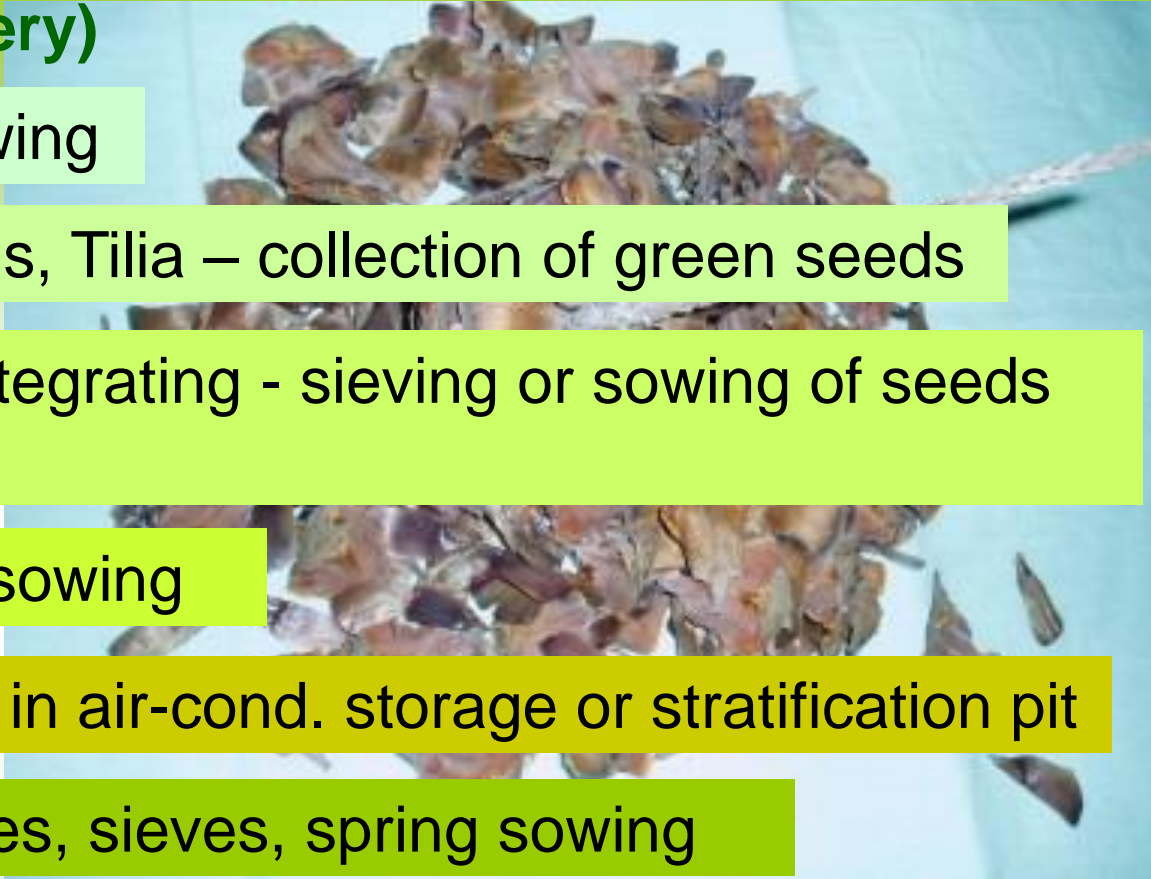 ery)
wing
s, Tilia – collection of green seeds
tegrating - sieving or sowing of seeds
sowing
in air-cond. storage or stratification pit
es, sieves, spring sowing